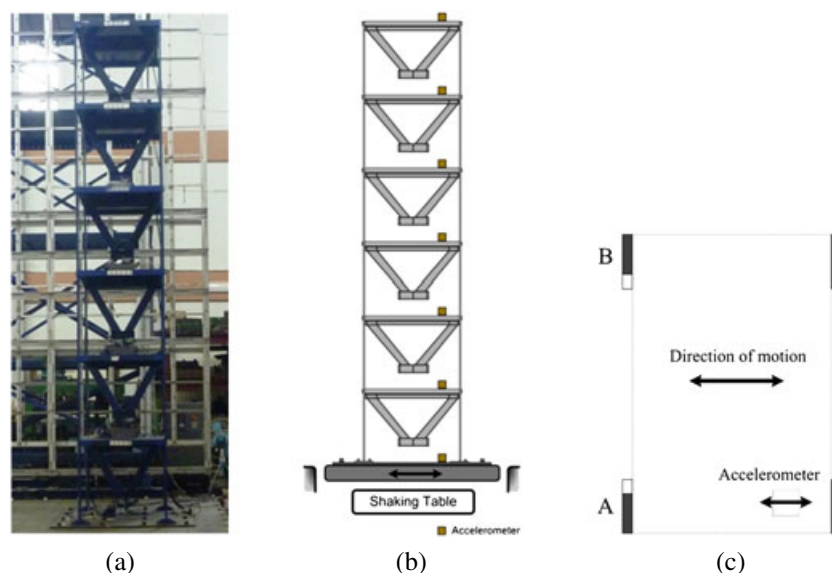 B
Direction of motion
Accelerometer
A
Shaking Table
Accelerometer
(a)
(b)
(c)